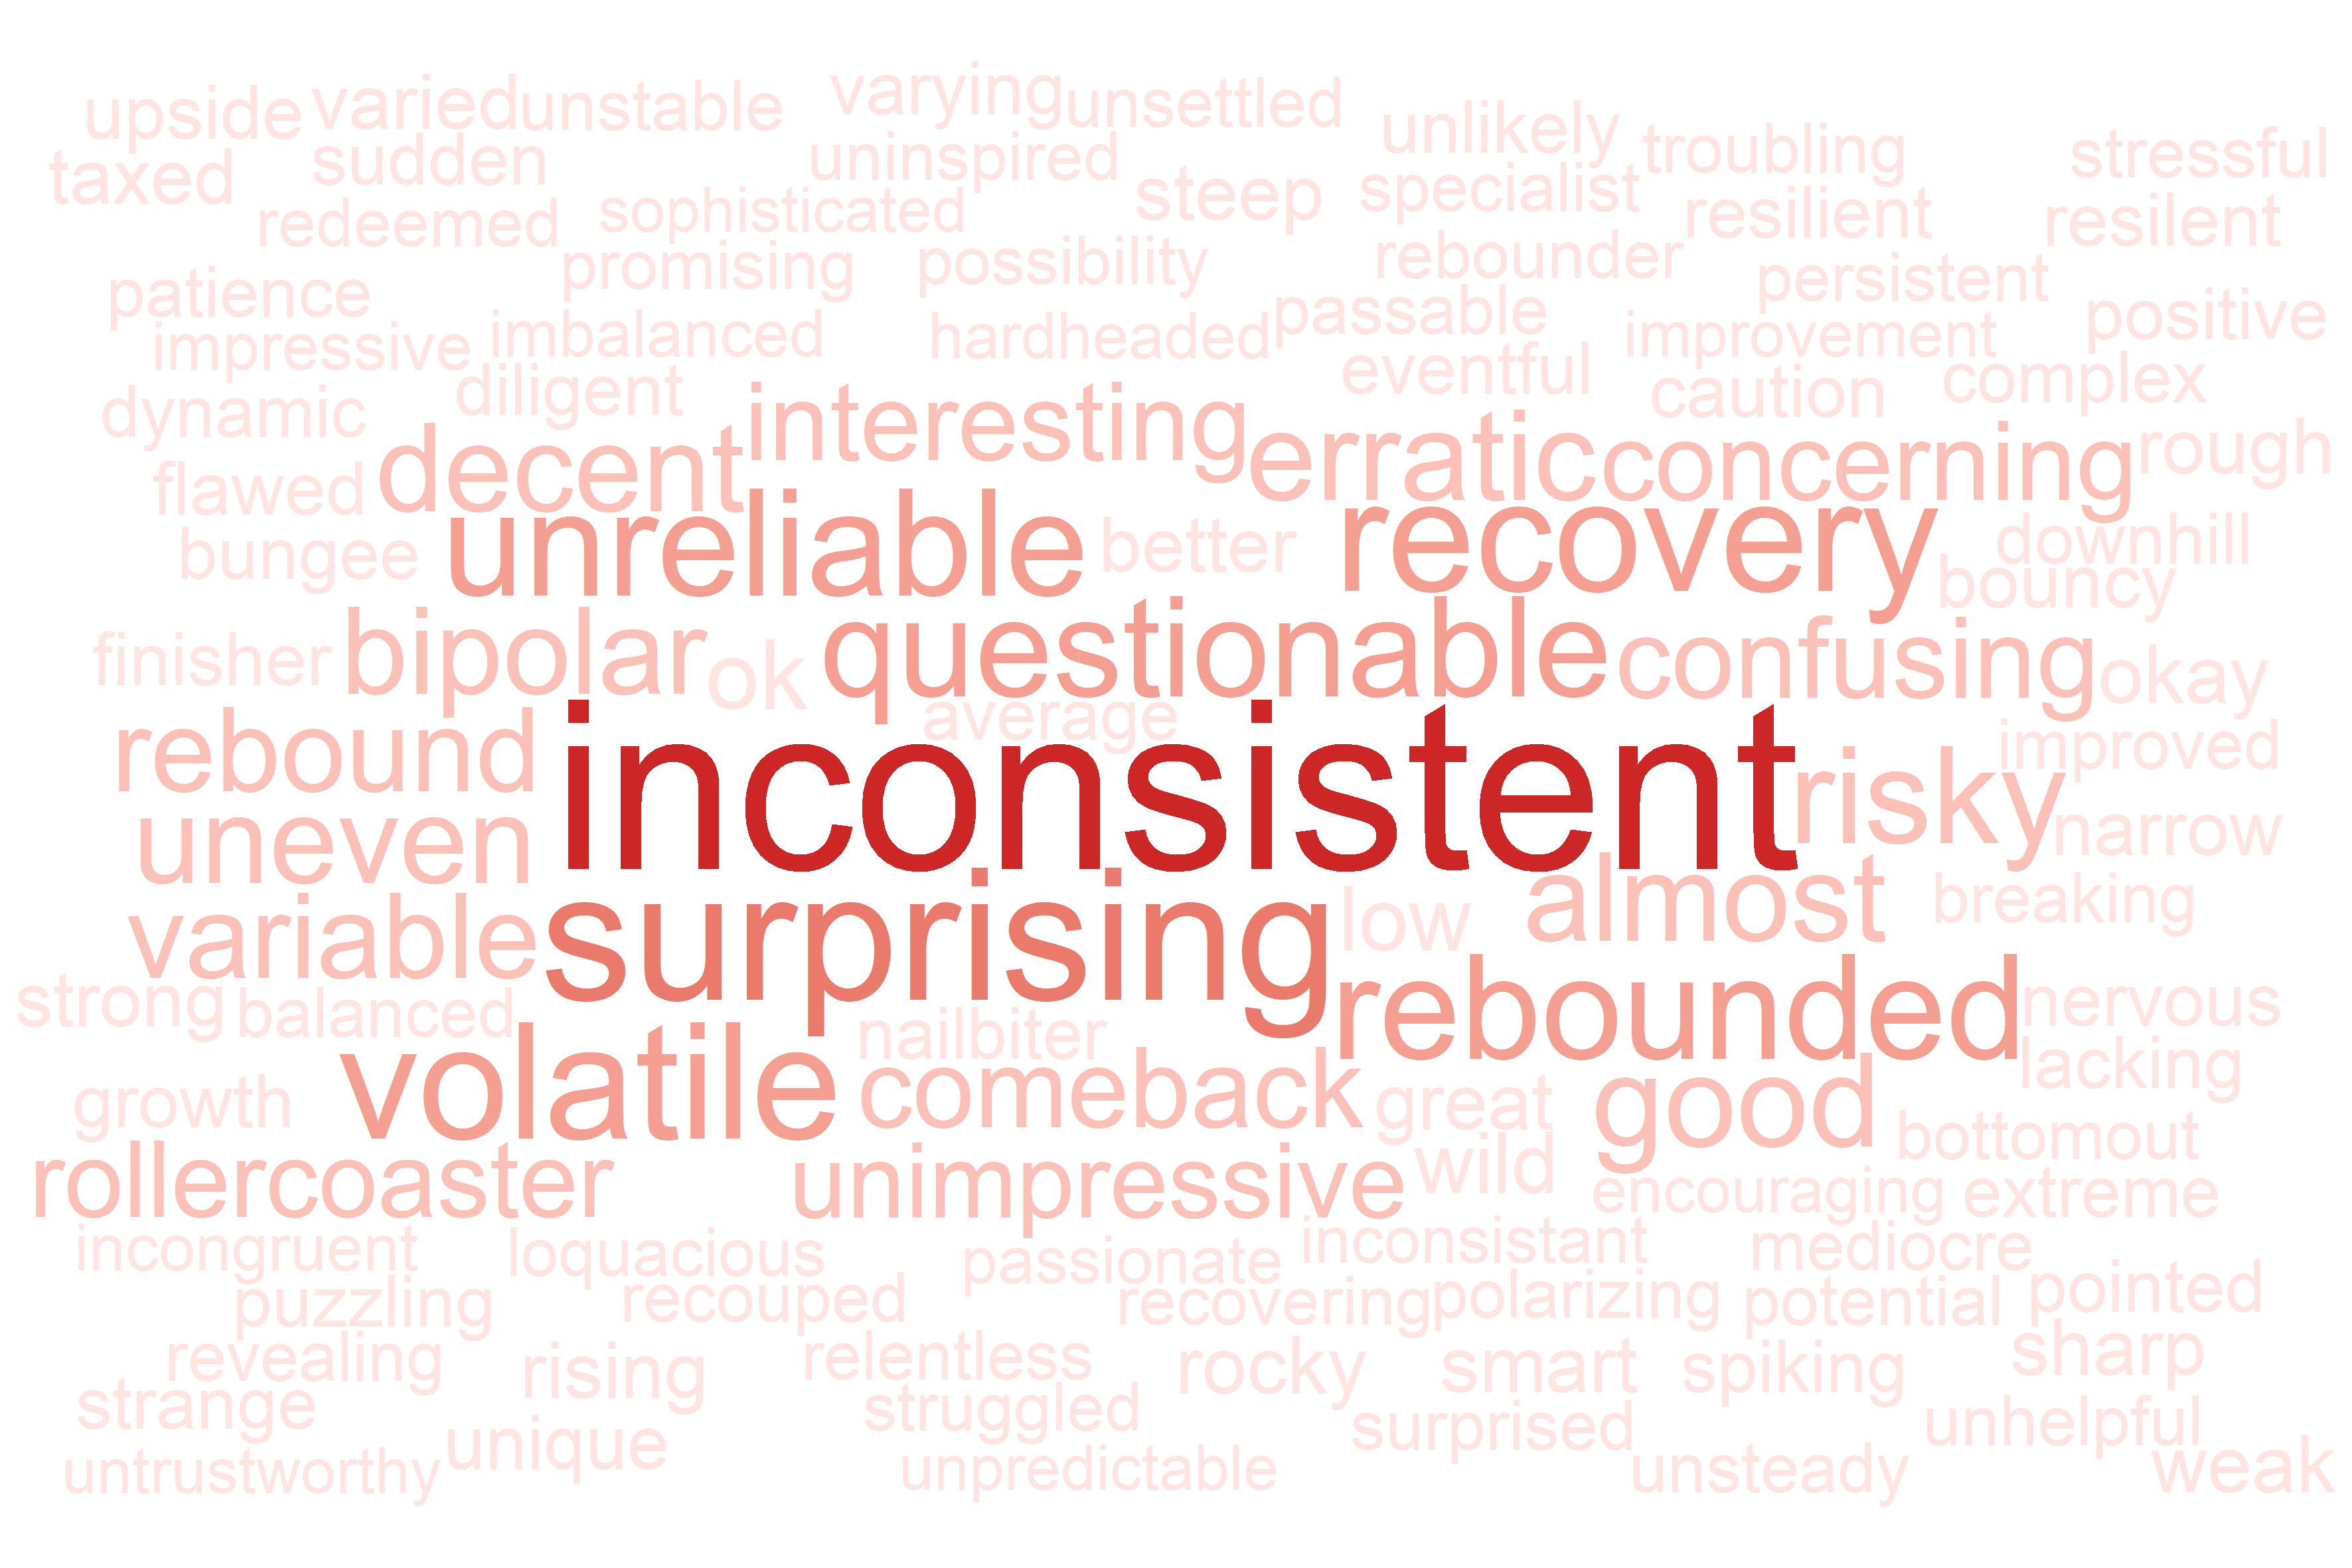 upside varied unstable varying unsettled unlikely troubling stressful
taxed sudden uninspired steep specialist resilient resilent
redeemed sophisticated promising possibility rebounder persistent
patience impressive imbalanced hardheaded passable improvement positive
dynamic diligent interesting eventful caution complex
flawed decent erratic concerning rough
bungee unreliable better recovery downhill bouncy
finisher bipolar ok questionable confusing okay
rebound average improved
uneven inconsistent risky narrow
variable surprising low almost breaking
strong balanced nailbiter rebounded nervous
growth volatile comeback great good lacking bottomout
rollercoaster unimpressive wild encouraging extreme
incongruent loquacious passionate inconsistant mediocre
puzzling recouped recovering polarizing potential pointed
revealing rising relentless rocky smart spiking sharp
strange unique struggled surprised unhelpful
untrustworthy unpredictable unsteady weak